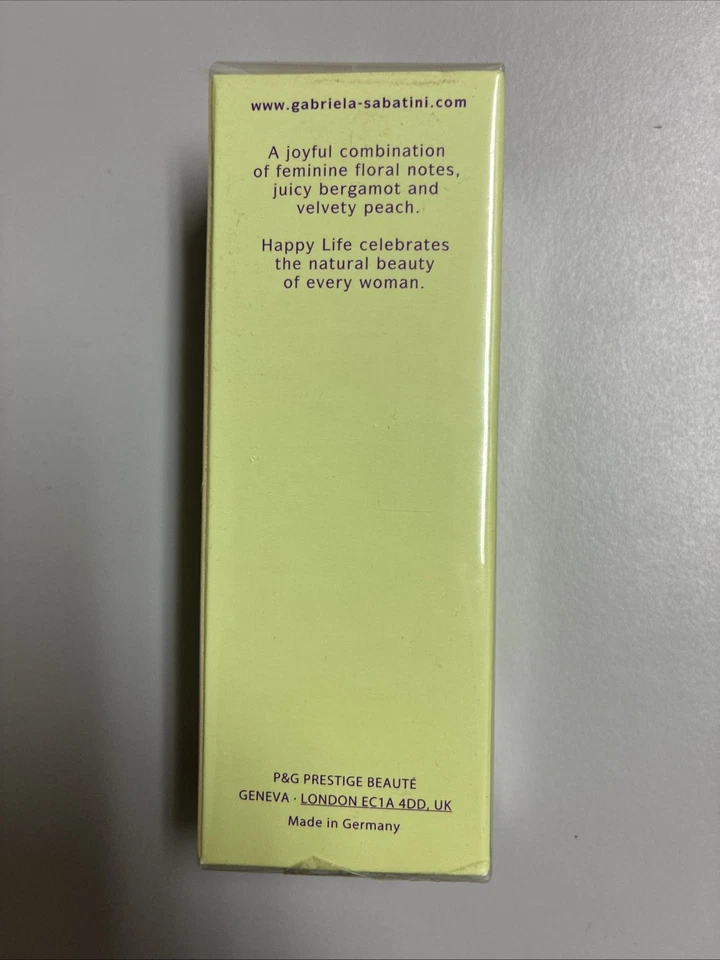 www.gabriela-sabatini.com
A joyful combination
of feminine floral notes,
juicy bergamot and
velvety peach.
Happy Life celebrates
the natural beauty
of every woman.
P&G PRESTIGE BEAUTÉ
GENEVA · LONDON EC1A 4DD, UK
Made in Germany